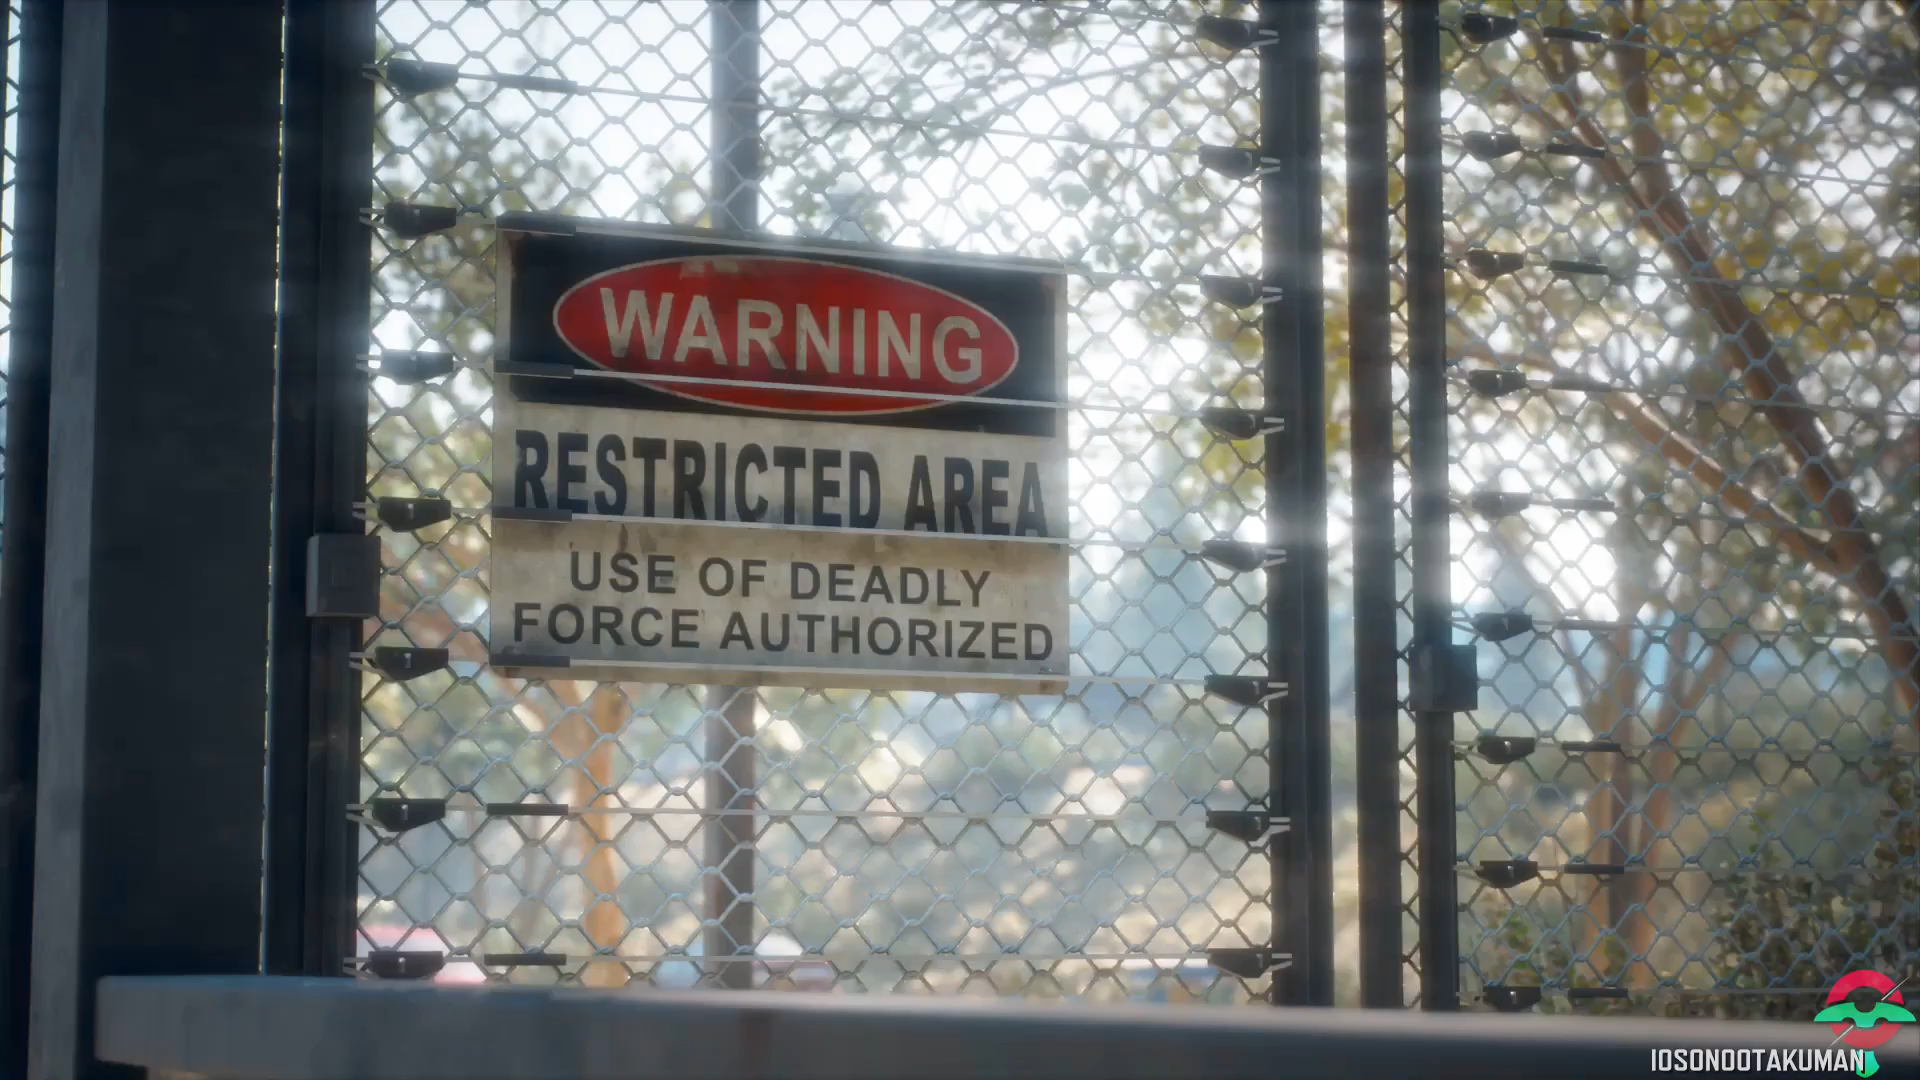 WARNING
RESTRICTED AREA
USE OF DEADLY
FORCE AUTHORIZED
IOSONOOTAKUMAN